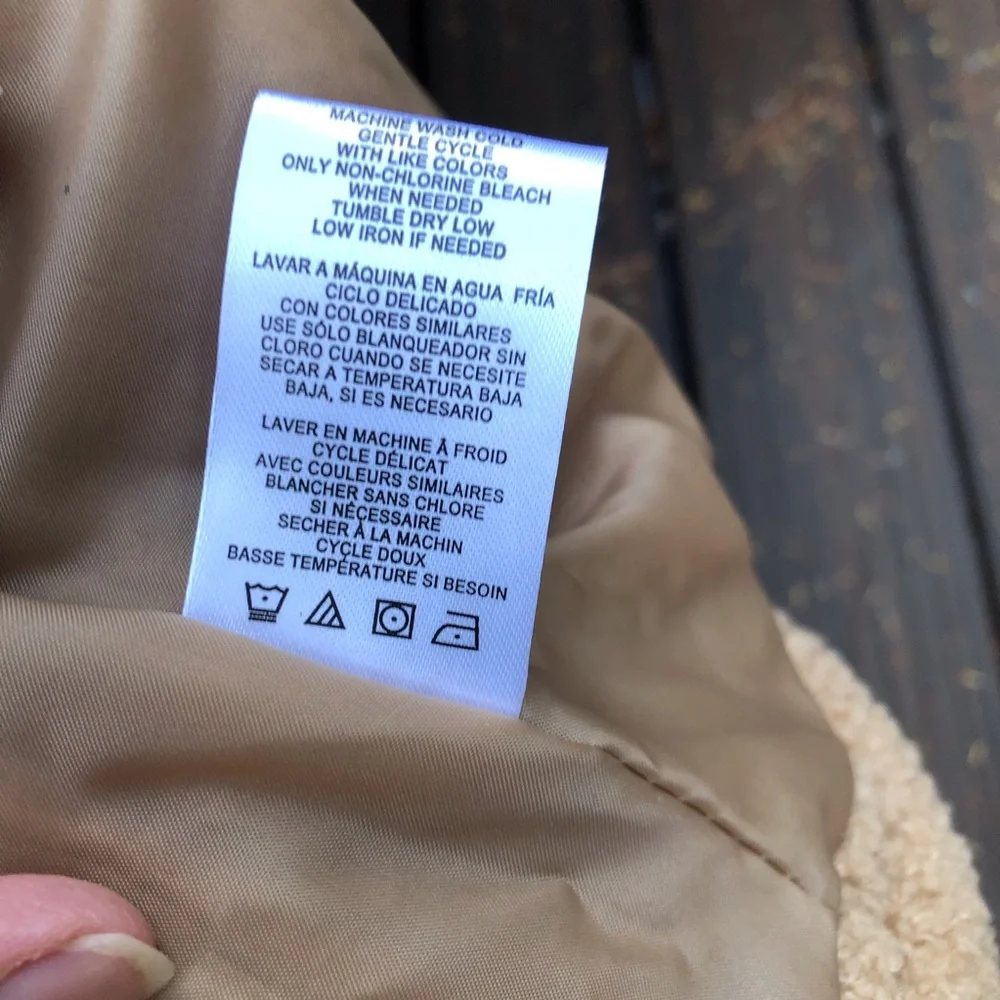 MACHINE WASH COLD
GENTLE CYCLE
WITH LIKE COLORS
ONLY NON-CHLORINE BLEACH
WHEN NEEDED
TUMBLE DRY LOW
LOW IRON IF NEEDED
LAVAR A MÁQUINA EN AGUA FRÍA
CICLO DELICADO
CON COLORES SIMILARES
USE SÓLO BLANQUEADOR SIN
CLORO CUANDO SE NECESITE
SECAR A TEMPERATURA BAJA
BAJA, SI ES NECESARIO
LAVER EN MACHINE À FROID
CYCLE DÉLICAT
AVEC COULEURS SIMILAIRES
BLANCHER SANS CHLORE
SI NÉCESSAIRE
SECHER À LA MACHIN
CYCLE DOUX
BASSE TEMPÉRATURE SI BESOIN